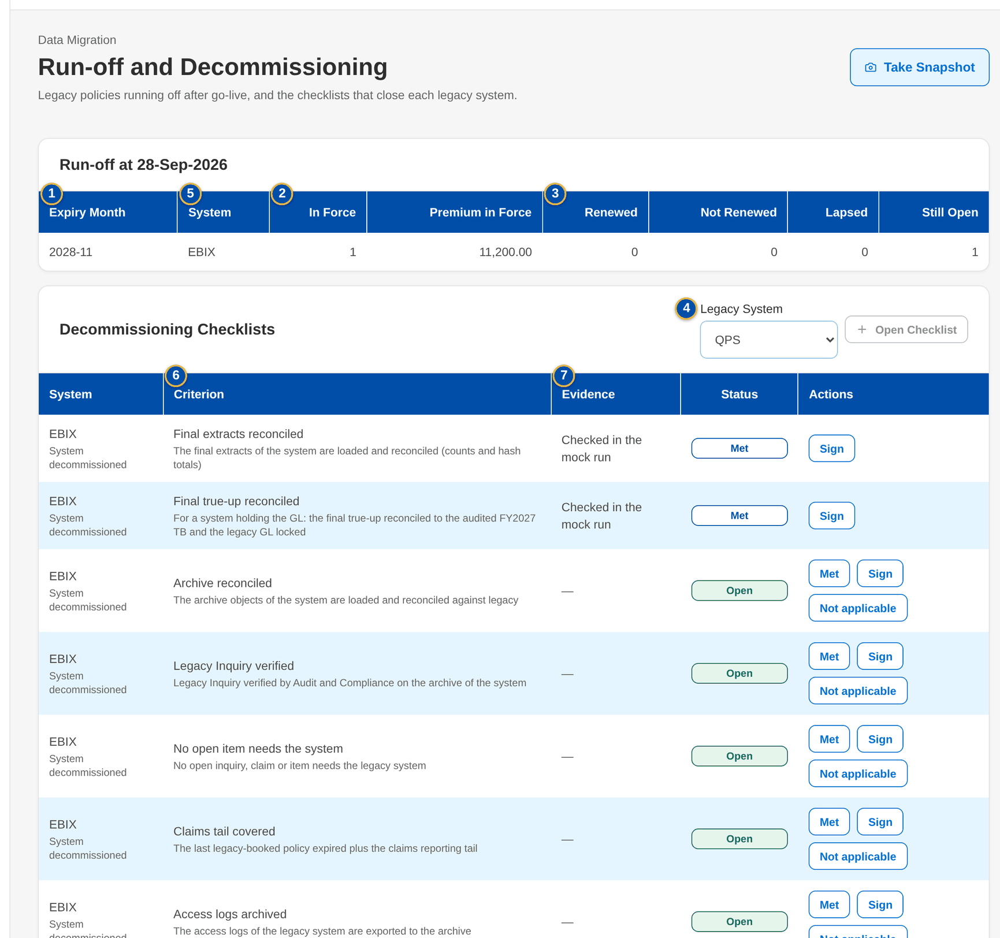 Data Migration
Run-off and Decommissioning
Take Snapshot
Legacy policies running off after go-live, and the checklists that close each legacy system.
Run-off at 28-Sep-2026
1 5 2 3
Expiry Month System In Force Premium in Force Renewed Not Renewed Lapsed Still Open
2028-11 EBIX 1 11,200.00 0 0 0 1
4 Legacy System
Decommissioning Checklists
QPS
+ Open Checklist
6 7
System Criterion Evidence Status Actions
EBIX
System
decommissioned
Final extracts reconciled
The final extracts of the system are loaded and reconciled (counts and hash
totals)
Checked in the
mock run
Met
Sign
EBIX
System
decommissioned
Final true-up reconciled
For a system holding the GL: the final true-up reconciled to the audited FY2027
TB and the legacy GL locked
Checked in the
mock run
Met
Sign
EBIX
System
decommissioned
Archive reconciled
The archive objects of the system are loaded and reconciled against legacy
—
Open
Met Sign
Not applicable
EBIX
System
decommissioned
Legacy Inquiry verified
Legacy Inquiry verified by Audit and Compliance on the archive of the system
—
Open
Met Sign
Not applicable
EBIX
System
decommissioned
No open item needs the system
No open inquiry, claim or item needs the legacy system
—
Open
Met Sign
Not applicable
EBIX
System
decommissioned
Claims tail covered
The last legacy-booked policy expired plus the claims reporting tail
—
Open
Met Sign
Not applicable
EBIX
System
decommissioned
Access logs archived
The access logs of the legacy system are exported to the archive
—
Open
Met Sign
Not applicable